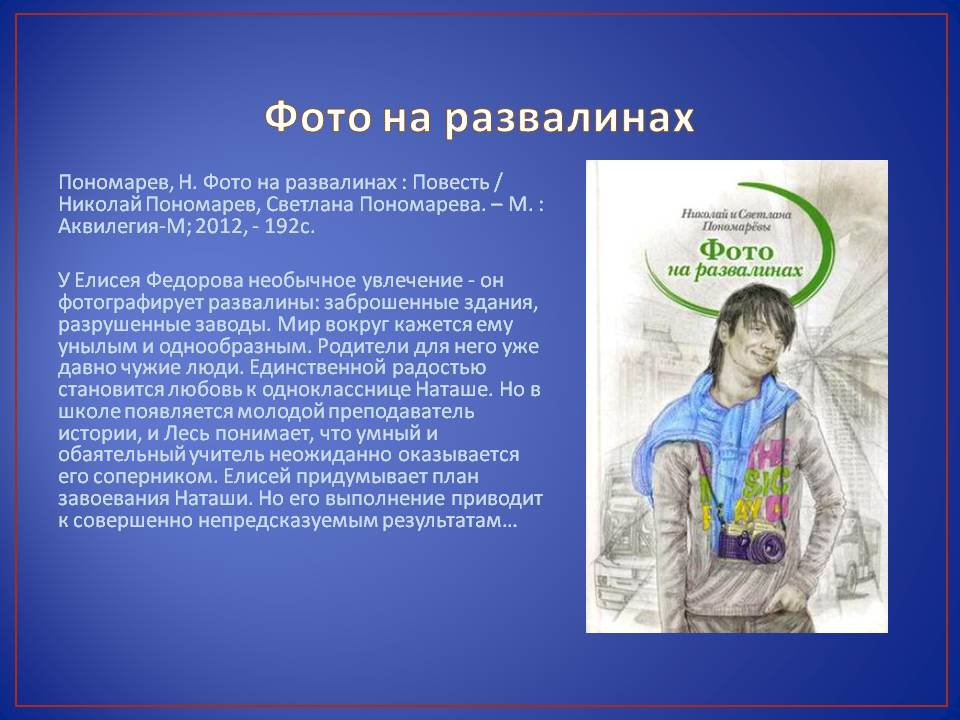 Фото на развалинах
Пономарев, Н. Фото на развалинах : Повесть /
Николай Пономарев, Светлана Пономарева. – М. :
Аквилегия-М; 2012, - 192с.
У Елисея Федорова необычное увлечение - он
фотографирует развалины: заброшенные здания,
разрушенные заводы. Мир вокруг кажется ему
унылым и однообразным. Родители для него уже
давно чужие люди. Единственной радостью
становится любовь к однокласснице Наташе. Но в
школе появляется молодой преподаватель
истории, и Лесь понимает, что умный и
обаятельный учитель неожиданно оказывается
его соперником. Елисей придумывает план
завоевания Наташи. Но его выполнение приводит
к совершенно непредсказуемым результатам...
Николай и Светлана
Пономарёвы
Фото
на развалинах
THE
SIC